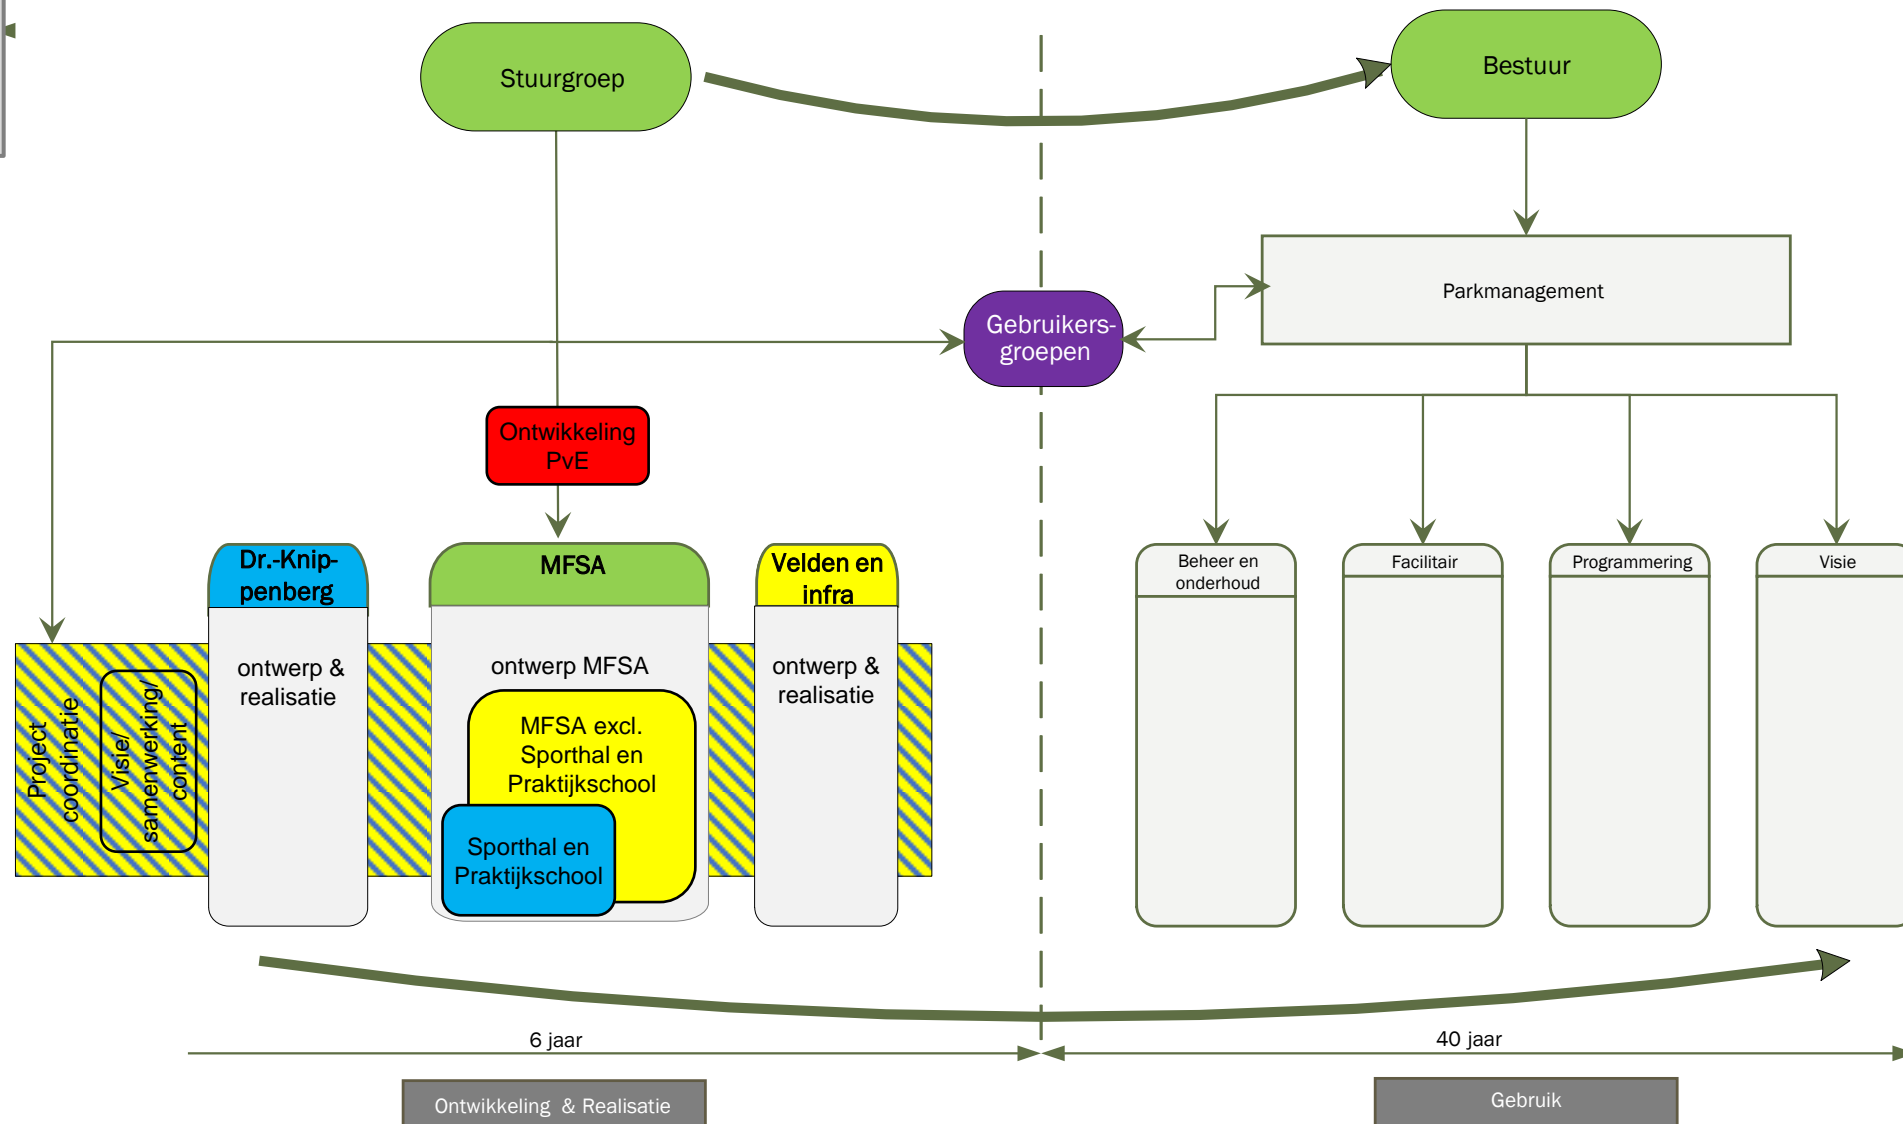 Stuurgroep
Bestuur
Parkmanagement
Gebruikers-
groepen
Ontwikkeling
PvE
Dr.-Knip-
penberg
MFSA
Velden en
infra
Beheer en
onderhoud
Facilitair
Programmering
Visie
Project
coordinatie
Visie/
samenwerking/
content
ontwerp &
realisatie
ontwerp MFSA
MFSA excl.
Sporthal en
Praktijkschool
Sporthal en
Praktijkschool
ontwerp &
realisatie
6 jaar
40 jaar
Ontwikkeling & Realisatie
Gebruik